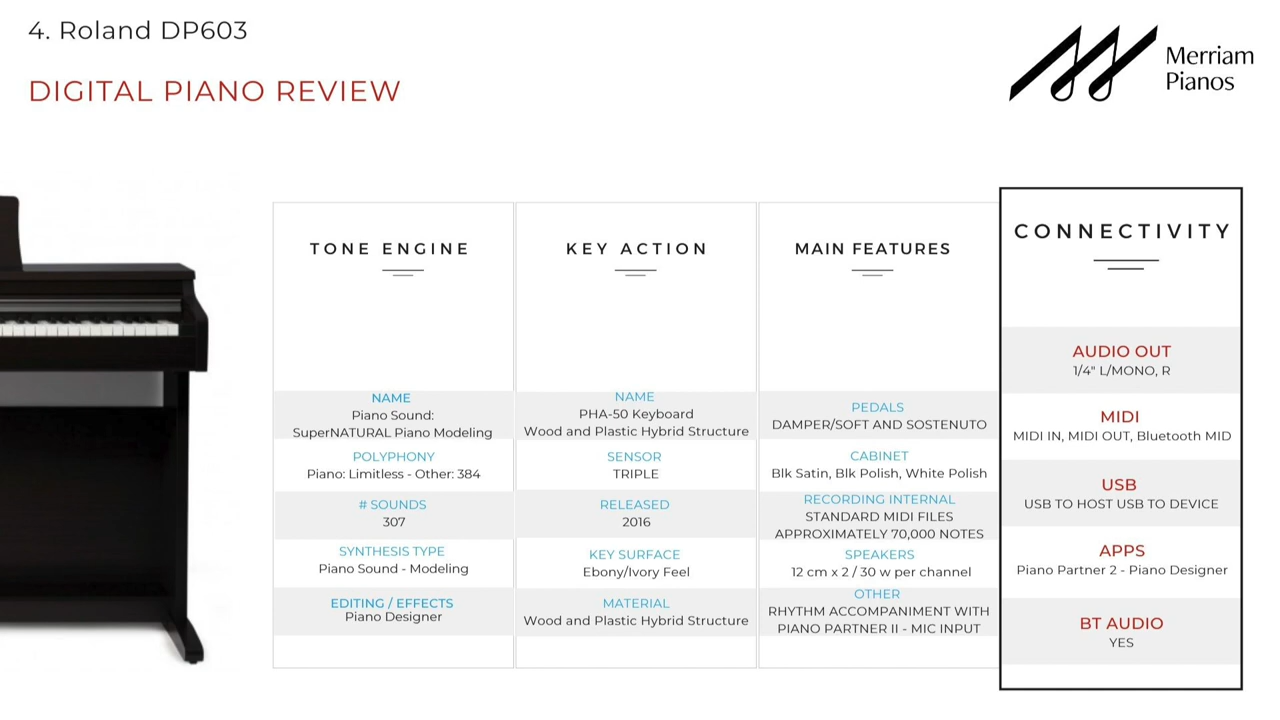 4. Roland DP603
DIGITAL PIANO REVIEW
Merriam
Pianos
TONE ENGINE
NAME
Piano Sound:
SuperNATURAL Piano Modeling
POLYPHONY
Piano: Limitless - Other: 384
# SOUNDS
307
SYNTHESIS TYPE
Piano Sound - Modeling
EDITING / EFFECTS
Piano Designer
KEY ACTION
NAME
PHA-50 Keyboard
Wood and Plastic Hybrid Structure
SENSOR
TRIPLE
RELEASED
2016
KEY SURFACE
Ebony/Ivory Feel
MATERIAL
Wood and Plastic Hybrid Structure
MAIN FEATURES
PEDALS
DAMPER/SOFT AND SOSTENUTO
CABINET
Blk Satin, Blk Polish, White Polish
RECORDING INTERNAL
STANDARD MIDI FILES
APPROXIMATELY 70,000 NOTES
SPEAKERS
12 cm x 2 / 30 w per channel
OTHER
RHYTHM ACCOMPANIMENT WITH
PIANO PARTNER II - MIC INPUT
CONNECTIVITY
AUDIO OUT
1/4" L/MONO, R
MIDI
MIDI IN, MIDI OUT, Bluetooth MID
USB
USB TO HOST USB TO DEVICE
APPS
Piano Partner 2 - Piano Designer
BT AUDIO
YES